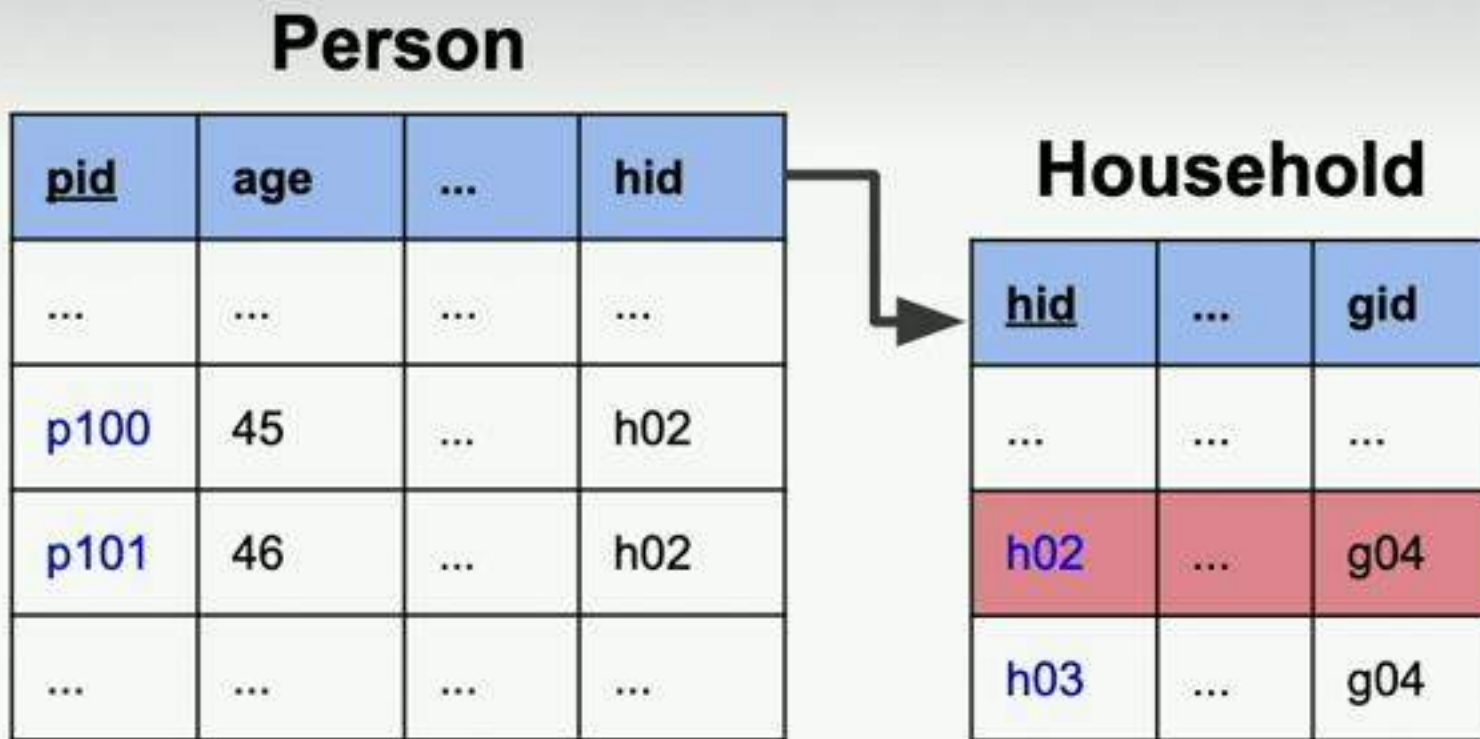 Person
pid age ... hid
... ... ... ...
p100 45 ... h02
p101 46 ... h02
... ... ... ...
Household
hid ... gid
... ... ...
h02 ... g04
h03 ... g04